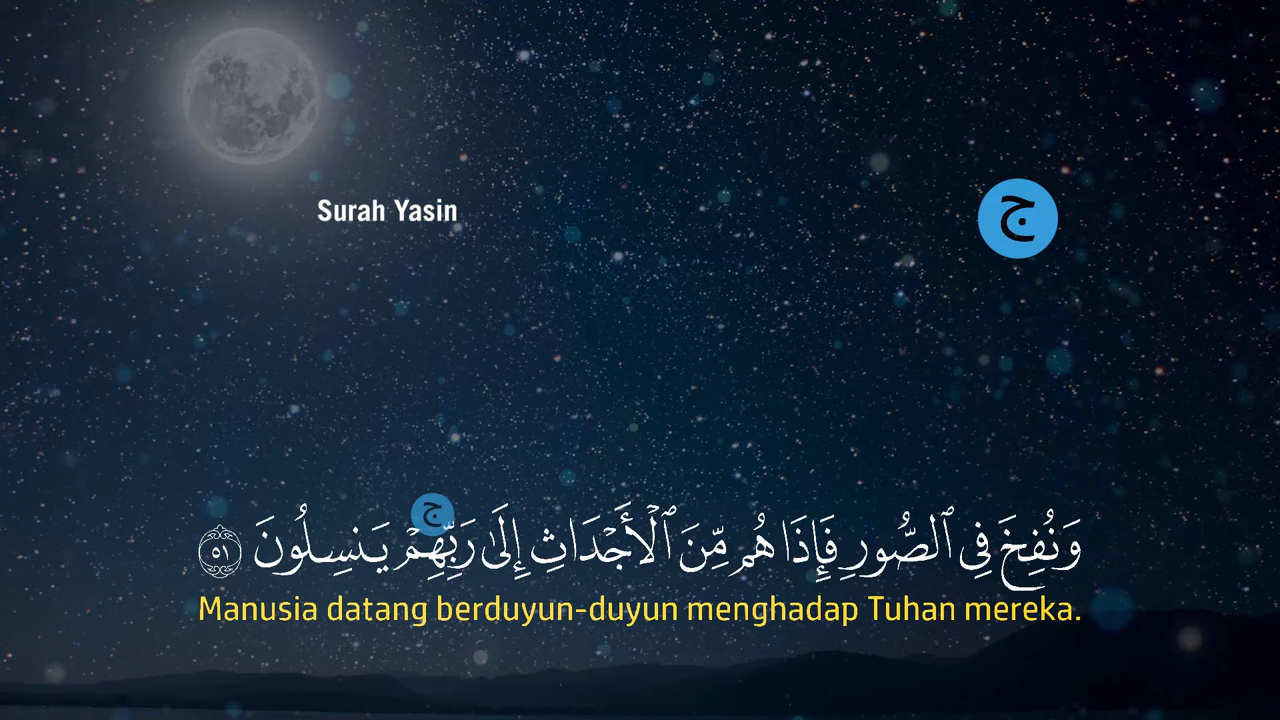 Surah Yasin
ج
ج
وَنُفِخَ فِي ٱلصُّورِ فَإِذَا هُم مِّنَ ٱلْأَجْدَاثِ إِلَىٰ رَبِّهِمْ يَنسِلُونَ ٥١
Manusia datang berduyun-duyun menghadap Tuhan mereka.